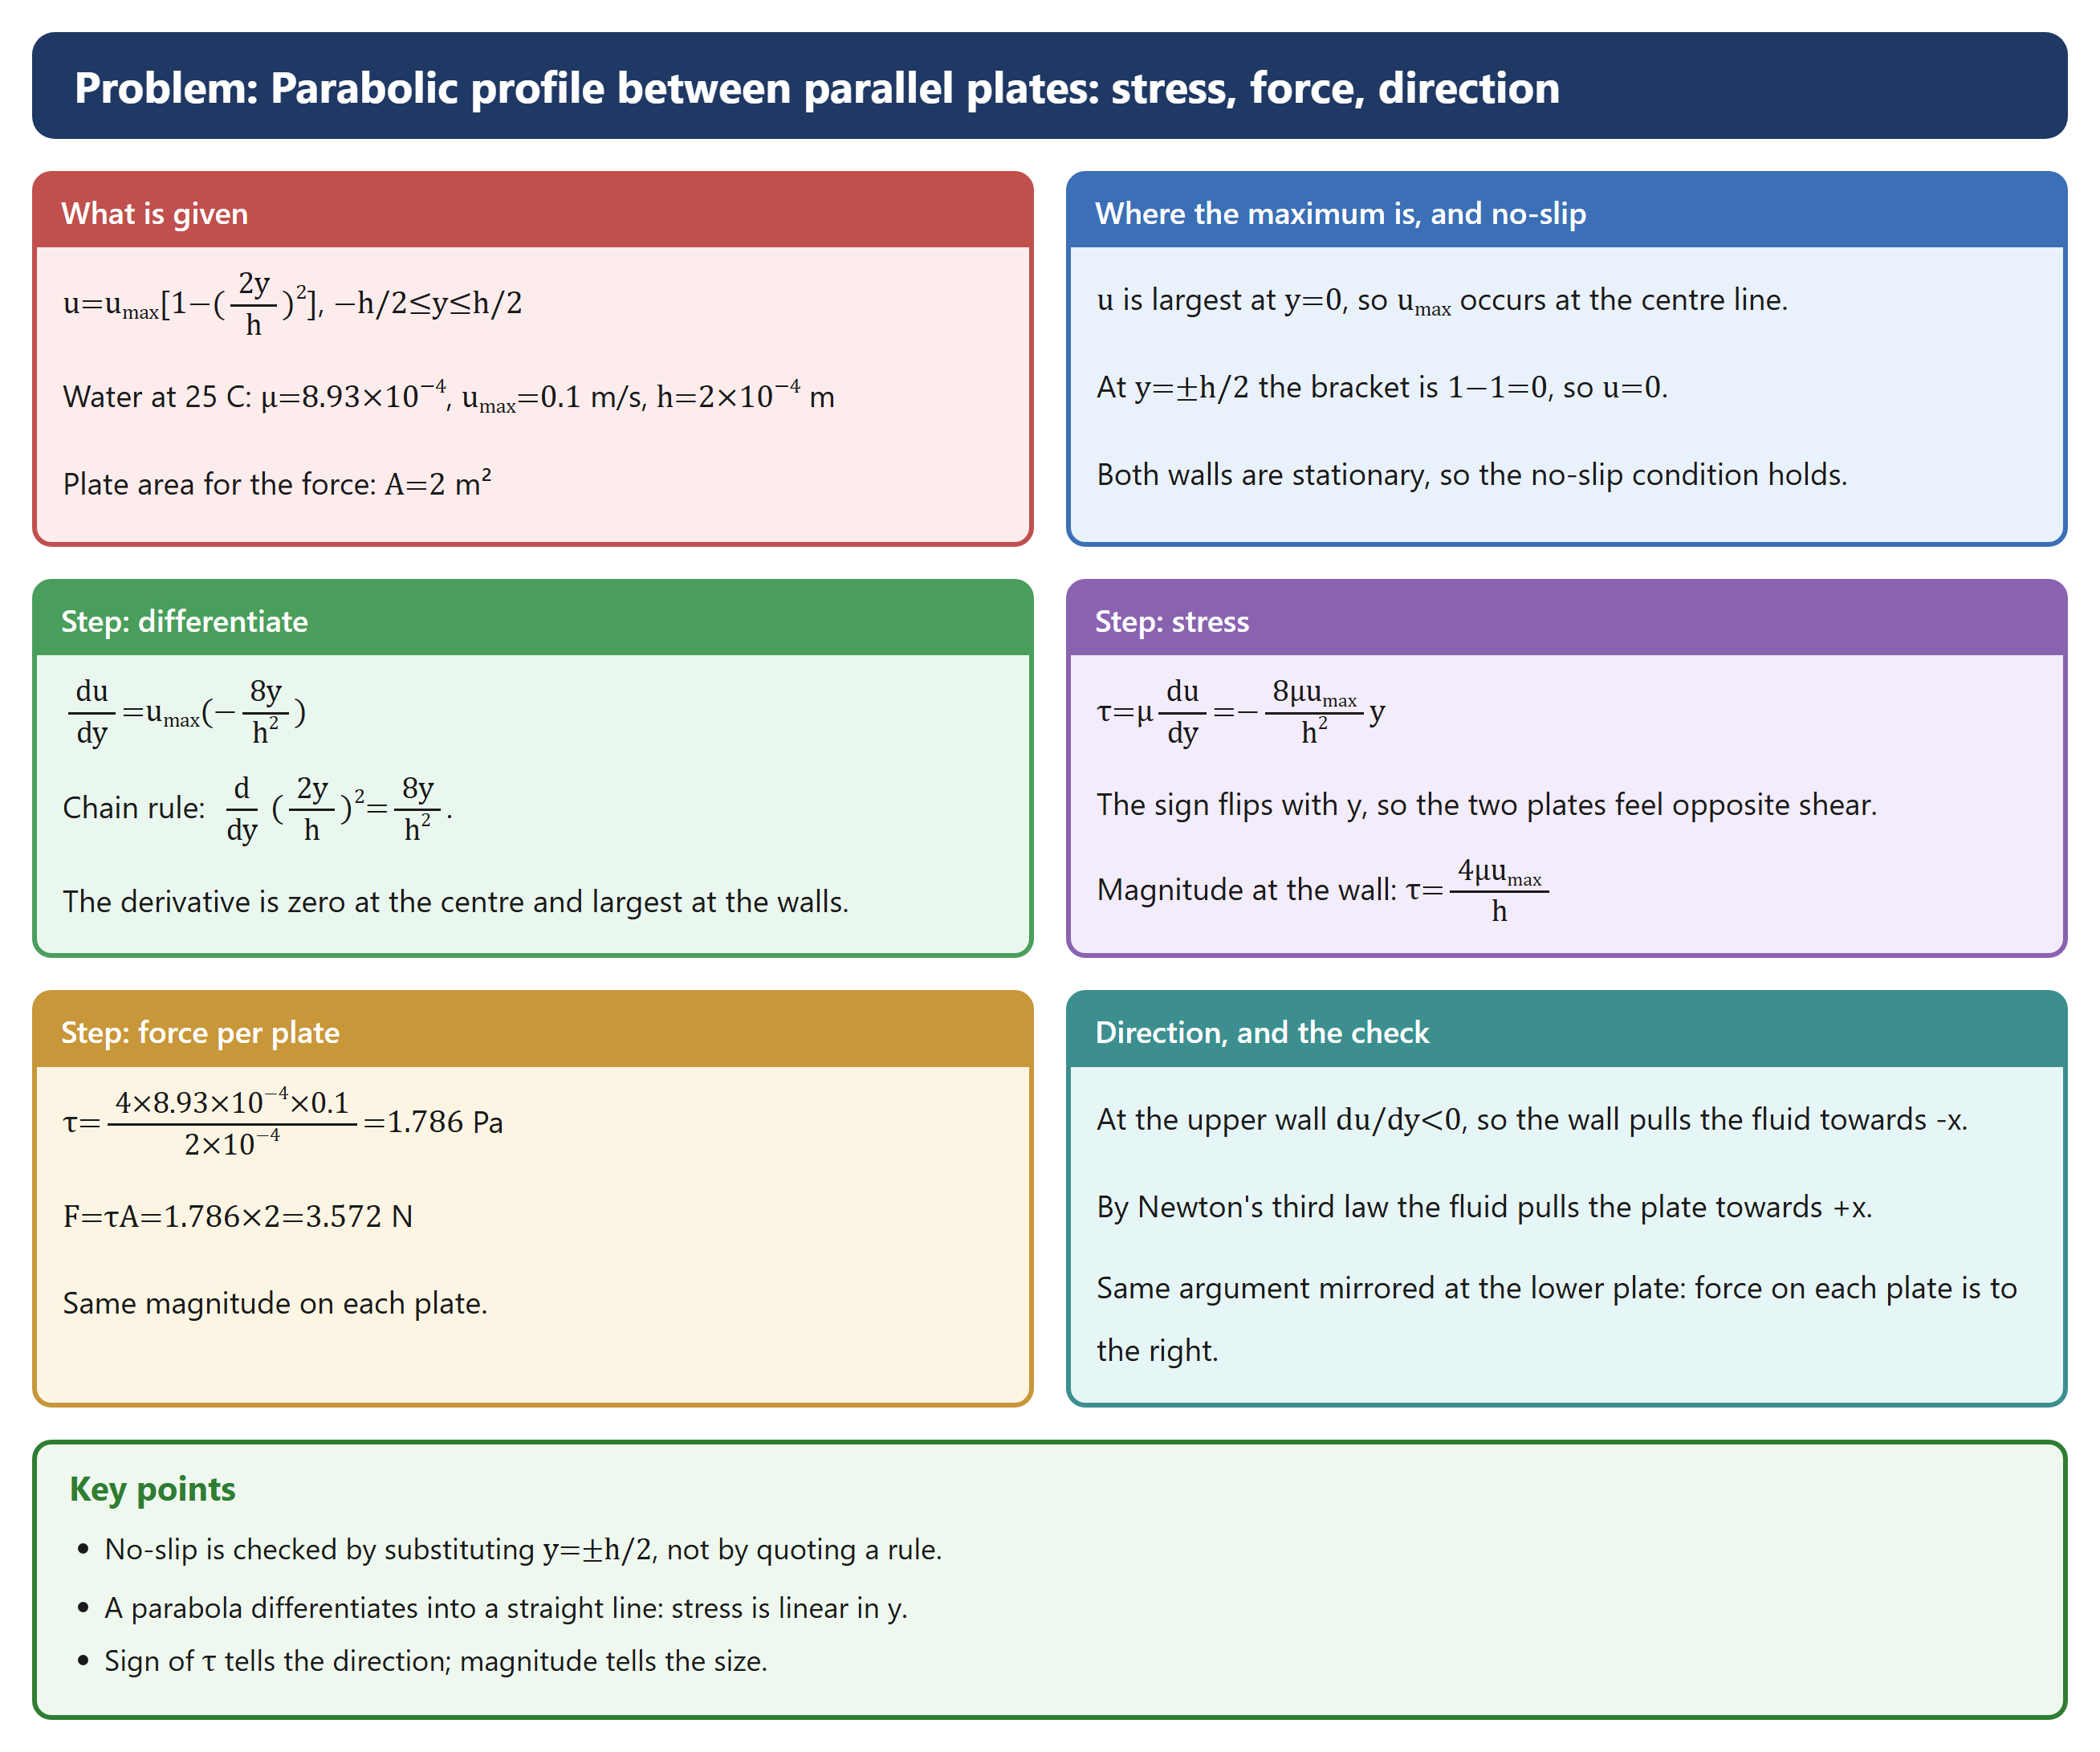 Problem: Parabolic profile between parallel plates: stress, force, direction
What is given
u=u_max[1−(2y/h)²], −h/2≤y≤h/2
Water at 25 C: μ=8.93×10⁻⁴, u_max=0.1 m/s, h=2×10⁻⁴ m
Plate area for the force: A=2 m²
Where the maximum is, and no-slip
u is largest at y=0, so u_max occurs at the centre line.
At y=±h/2 the bracket is 1−1=0, so u=0.
Both walls are stationary, so the no-slip condition holds.
Step: differentiate
du/dy=u_max(−8y/h²)
Chain rule: d/dy (2y/h)²=8y/h².
The derivative is zero at the centre and largest at the walls.
Step: stress
τ=μ du/dy=−8μu_max/h² y
The sign flips with y, so the two plates feel opposite shear.
Magnitude at the wall: τ=4μu_max/h
Step: force per plate
τ=4×8.93×10⁻⁴×0.1/2×10⁻⁴=1.786 Pa
F=τA=1.786×2=3.572 N
Same magnitude on each plate.
Direction, and the check
At the upper wall du/dy<0, so the wall pulls the fluid towards -x.
By Newton's third law the fluid pulls the plate towards +x.
Same argument mirrored at the lower plate: force on each plate is to
the right.
Key points
• No-slip is checked by substituting y=±h/2, not by quoting a rule.
• A parabola differentiates into a straight line: stress is linear in y.
• Sign of τ tells the direction; magnitude tells the size.